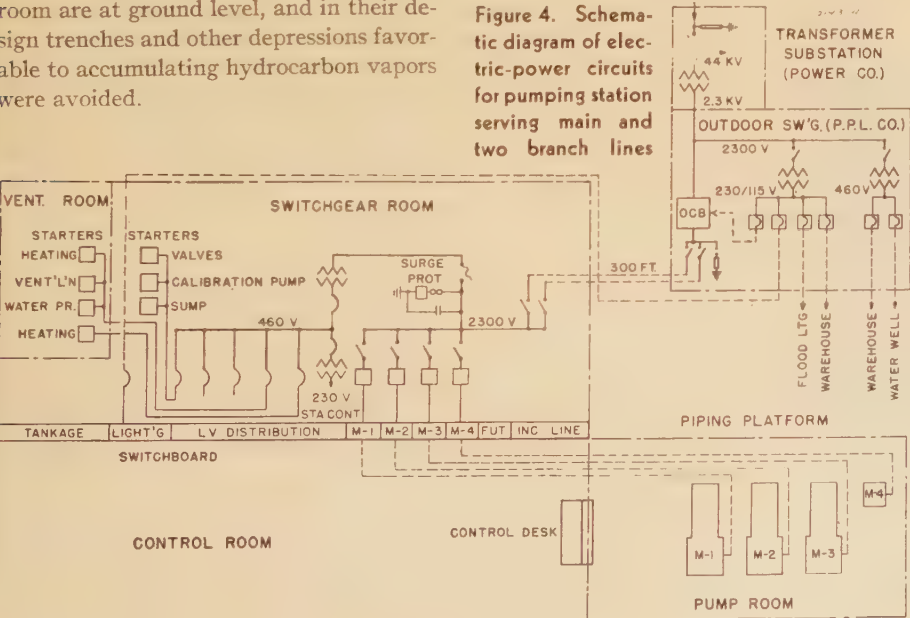 room are at ground level, and in their de-
sign trenches and other depressions favor-
able to accumulating hydrocarbon vapors
were avoided.
Figure 4. Schema-
tic diagram of elec-
tric-power circuits
for pumping station
serving main and
two branch lines
44 KV
2.3 KV
TRANSFORMER
SUBSTATION
(POWER CO.)
OUTDOOR SW'G. (P.P.L. CO.)
2300 V
230/115 V
460 V
OCB
300 FT.
FLOOD LTG
WAREHOUSE
WAREHOUSE
WATER WELL
VENT. ROOM
STARTERS
HEATING
VENT'L'N
WATER PR.
HEATING
SWITCHGEAR ROOM
STARTERS
VALVES
CALIBRATION PUMP
SUMP
460 V
SURGE
PROT
2300 V
230 V
STA CONT
TANKAGE
LIGHT'G
LV DISTRIBUTION
M-1
M-2
M-3
M-4
FUT
INC LINE
SWITCHBOARD
CONTROL ROOM
CONTROL DESK
PIPING PLATFORM
M-1
M-2
M-3
M-4
PUMP ROOM